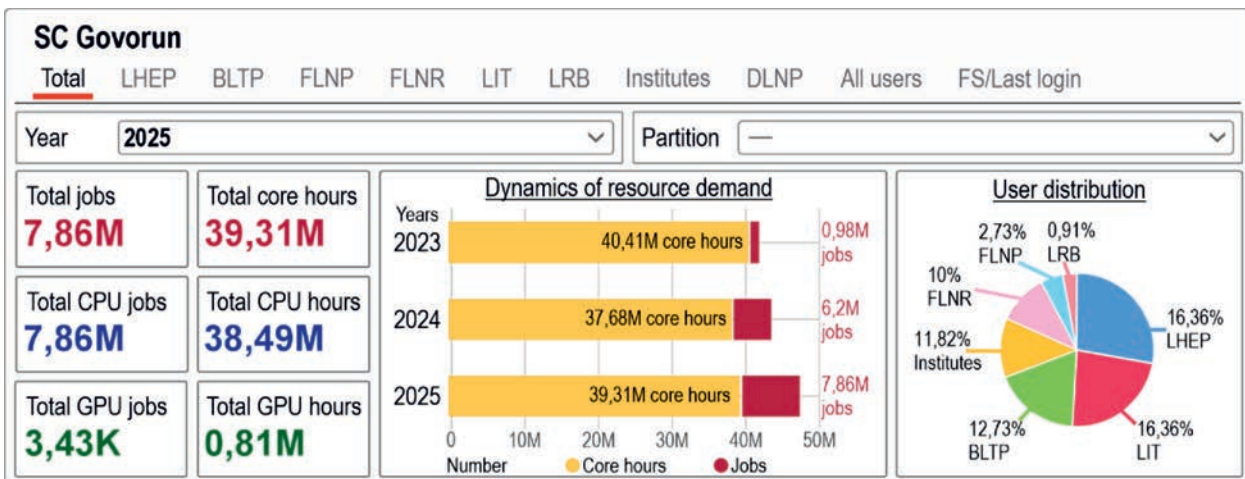 SC Govorun
Total LHEP BLTP FLNP FLNR LIT LRB Institutes DLNP All users FS/Last login
Year 2025 Partition —
Total jobs
7,86M
Total core hours
39,31M
Total CPU jobs
7,86M
Total CPU hours
38,49M
Total GPU jobs
3,43K
Total GPU hours
0,81M
Dynamics of resource demand
Years
2023 40,41M core hours 0,98M
jobs
2024 37,68M core hours 6,2M
jobs
2025 39,31M core hours 7,86M
jobs
0 10M 20M 30M 40M 50M
Number Core hours Jobs
User distribution
2,73%
FLNP
0,91%
LRB
10%
FLNR
16,36%
LHEP
11,82%
Institutes
12,73%
BLTP
16,36%
LIT